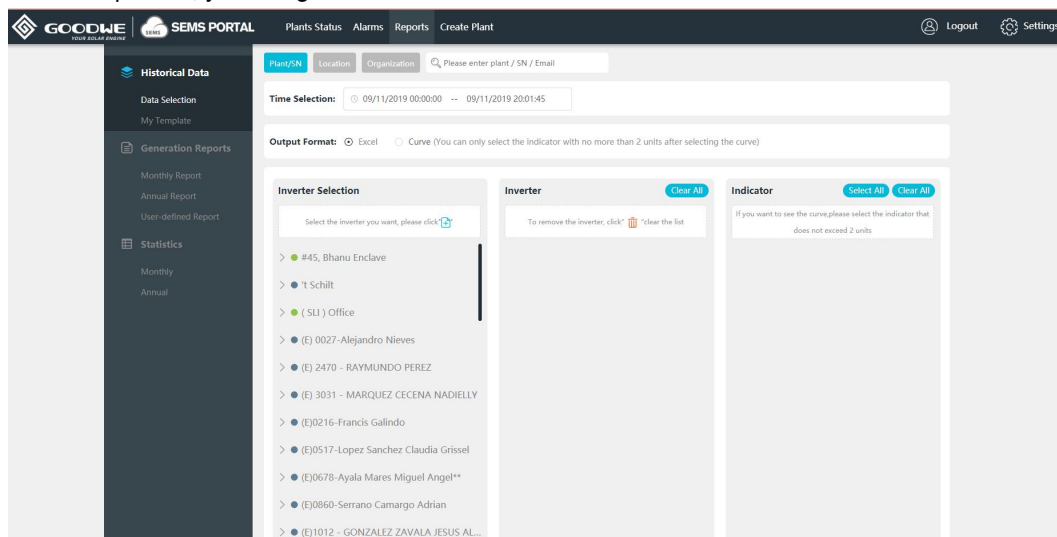 GOODWE
YOUR SOLAR ENGINE
SEMS
SEMS PORTAL
Plants Status Alarms Reports Create Plant
Logout
Settings
Historical Data
Data Selection
My Template
Generation Reports
Monthly Report
Annual Report
User-defined Report
Statistics
Monthly
Annual
Plant/SN Location Organization Please enter plant / SN / Email
Time Selection: 09/11/2019 00:00:00 -- 09/11/2019 20:01:45
Output Format: Excel Curve (You can only select the indicator with no more than 2 units after selecting the curve)
Inverter Selection
Select the inverter you want, please click" "
> #45, Bhanu Enclave
> 't Schilt
> ( SLI ) Office
> (E) 0027-Alejandro Nieves
> (E) 2470 - RAYMUNDO PEREZ
> (E) 3031 - MARQUEZ CECENA NADIELLY
> (E)0216-Francis Galindo
> (E)0517-Lopez Sanchez Claudia Grissel
> (E)0678-Ayala Mares Miguel Angel**
> (E)0860-Serrano Camargo Adrian
> (E)1012 - GONZALEZ ZAVALA JESUS AL...
Inverter Clear All
To remove the inverter, click" "clear the list
Indicator Select All Clear All
If you want to see the curve,please select the indicator that
does not exceed 2 units